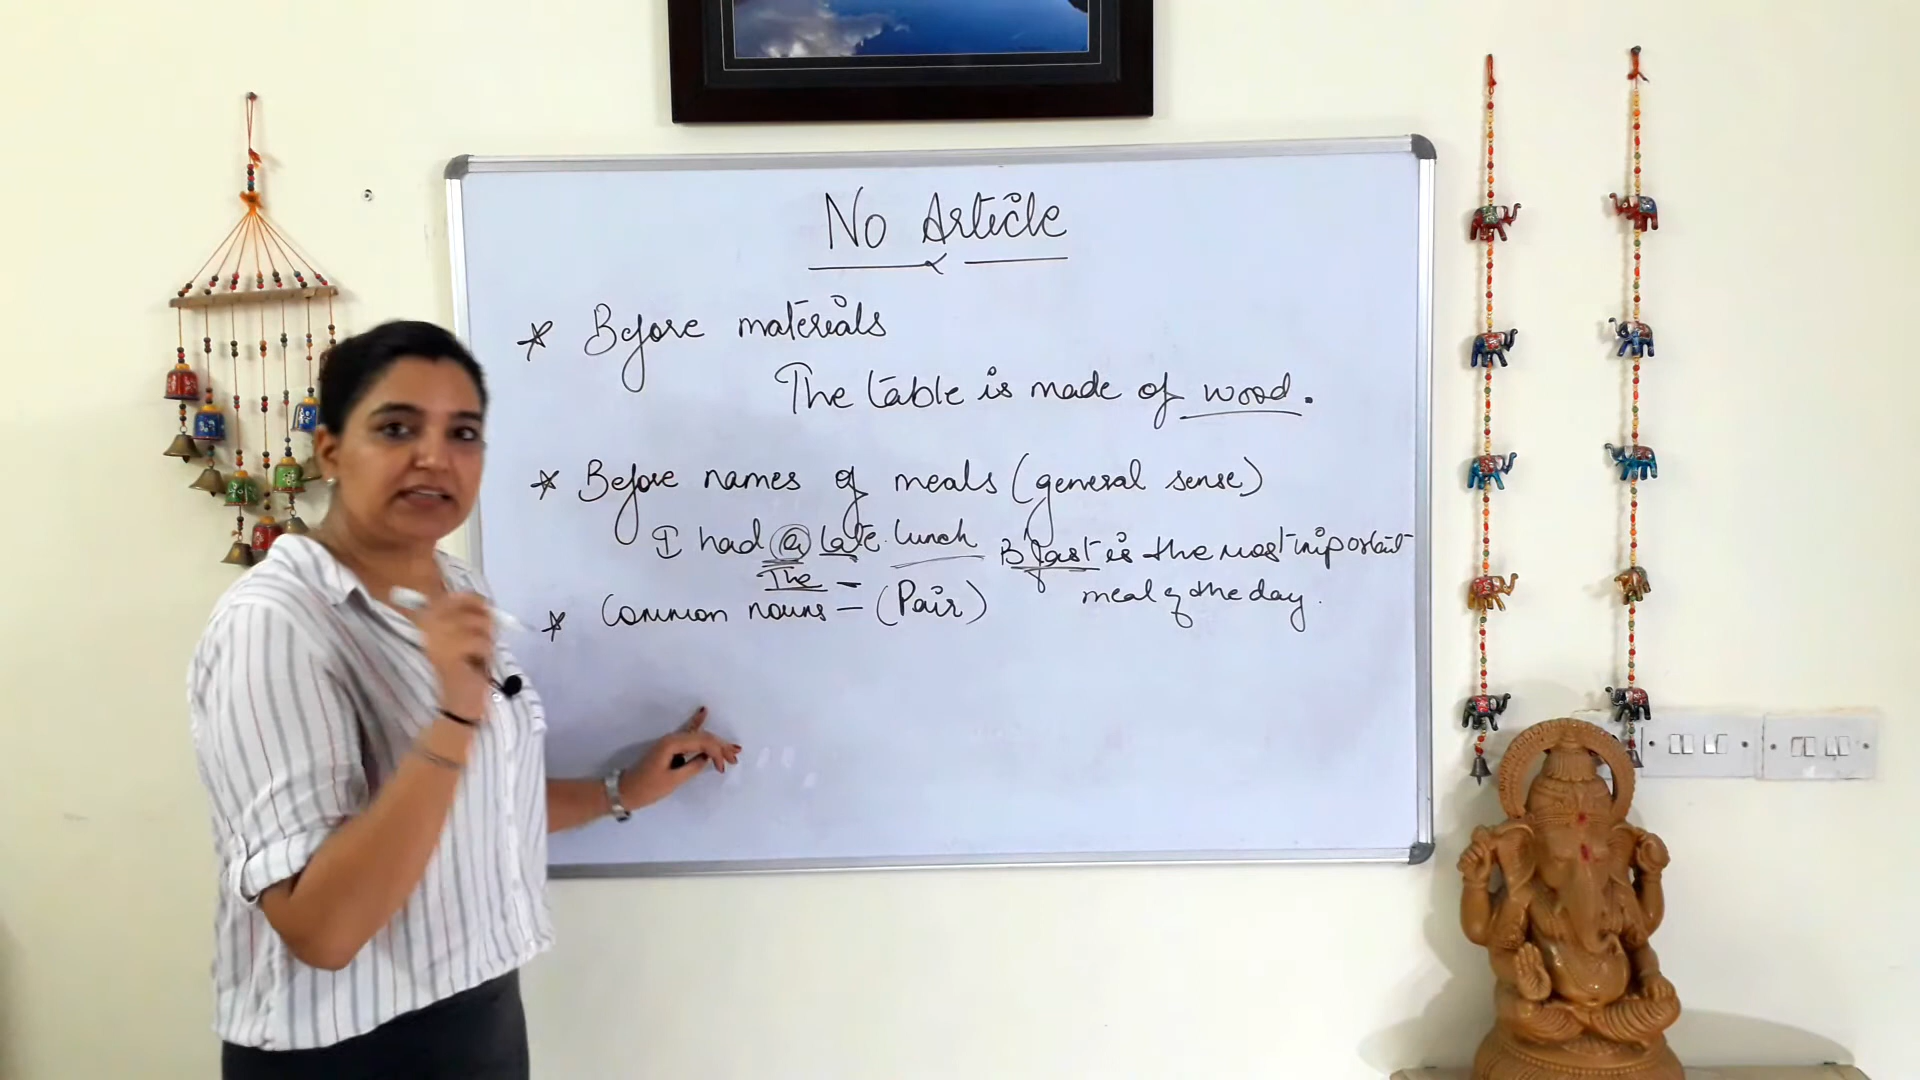 No Article
* Before materials
The table is made of wood.
* Before names of meals (general sense)
I had a late lunch
The
B'fast is the most important
meal of the day.
* Common nouns – (Pair)